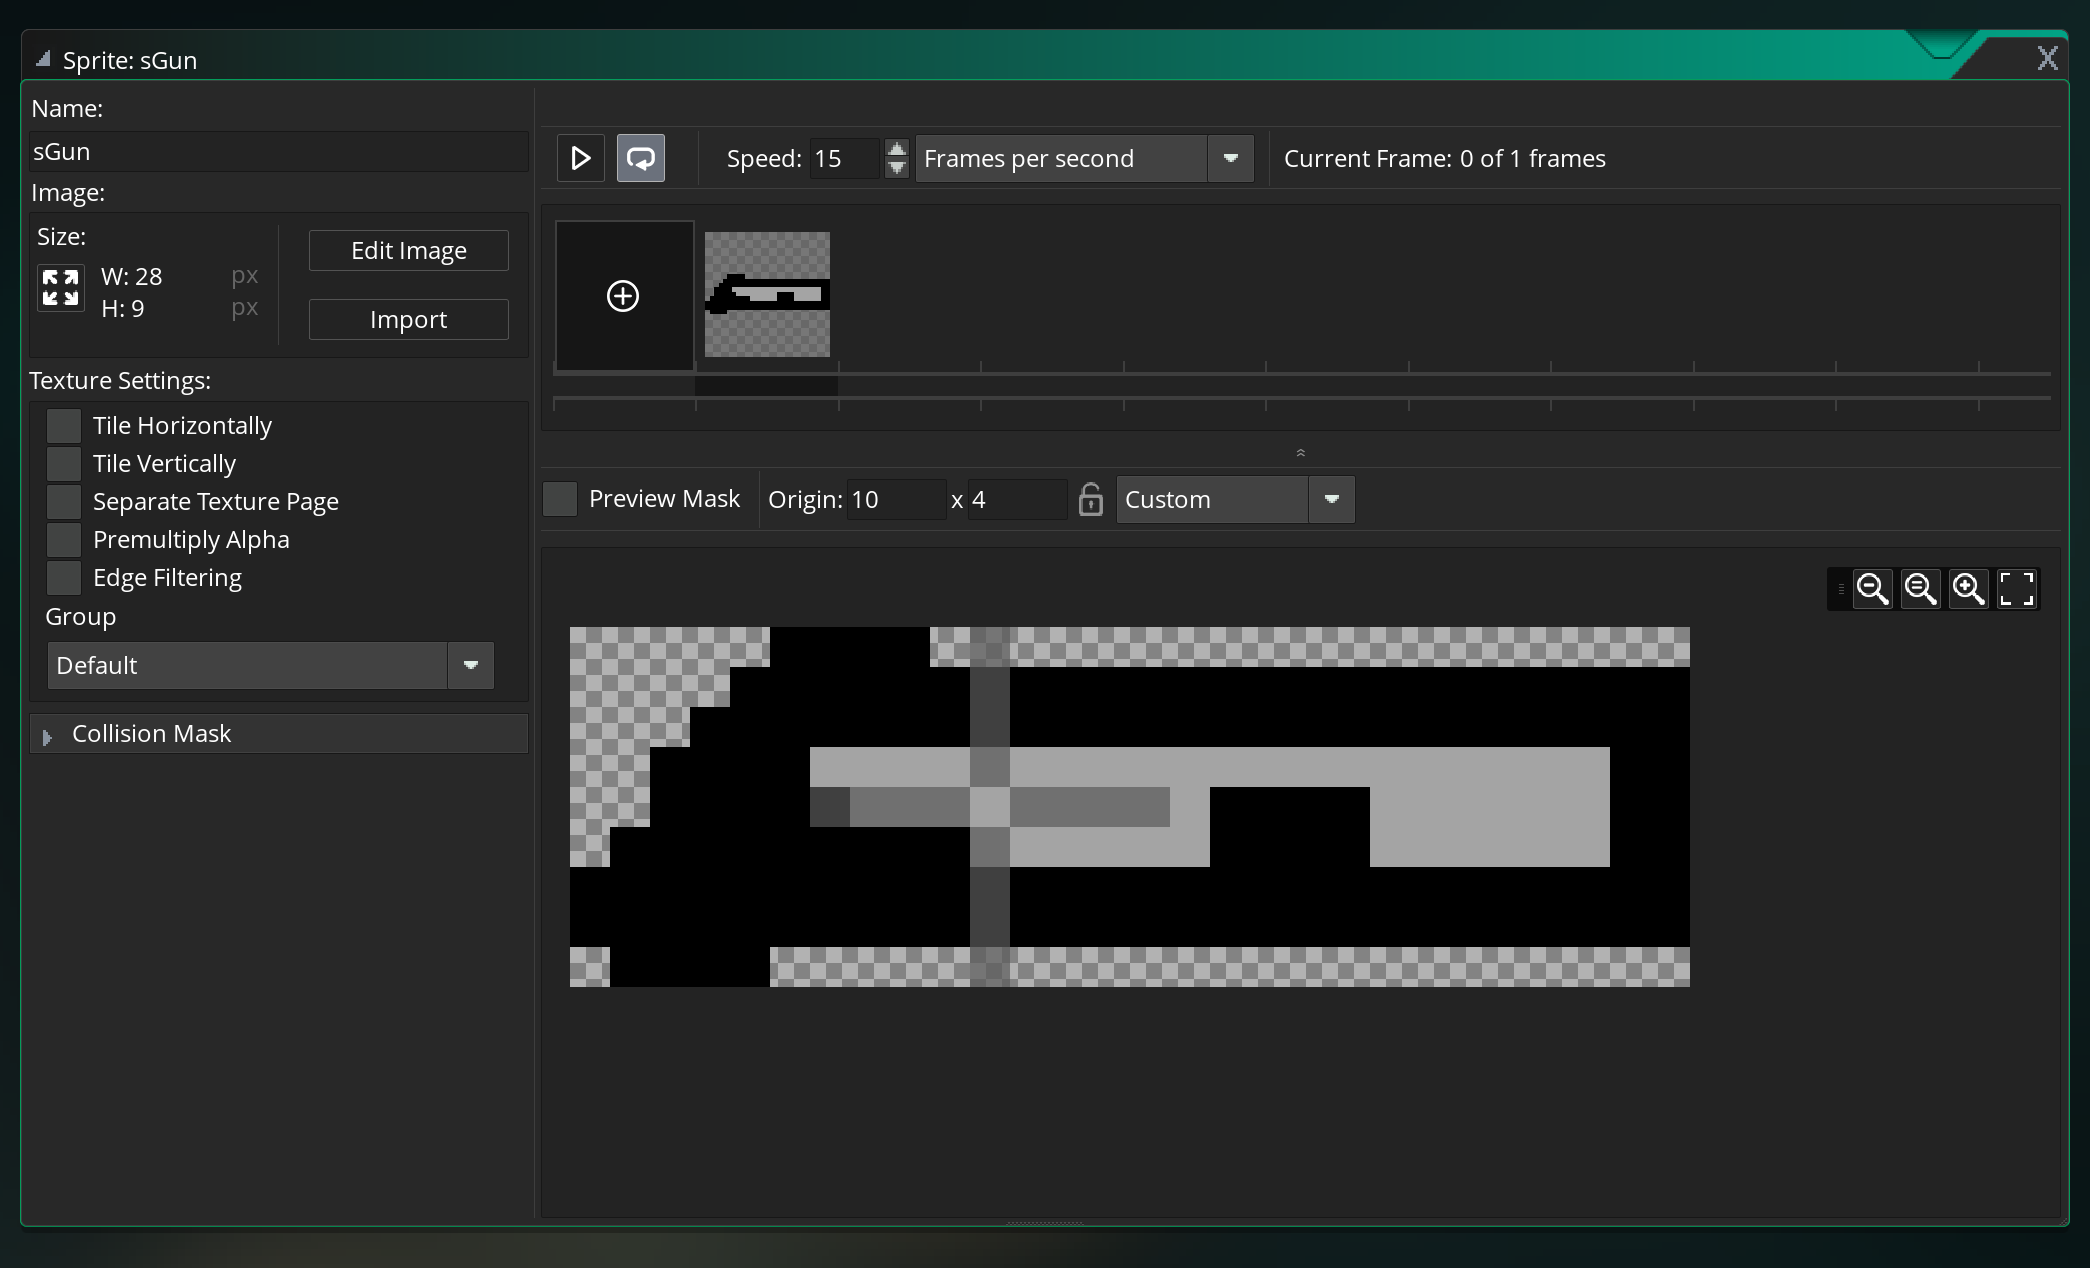 Sprite: sGun
X
Name:
sGun
Image:
Size:
W: 28 px
H: 9 px
Edit Image
Import
Texture Settings:
Tile Horizontally
Tile Vertically
Separate Texture Page
Premultiply Alpha
Edge Filtering
Group
Default
Collision Mask
Speed: 15
Frames per second
Current Frame: 0 of 1 frames
Preview Mask
Origin: 10 x 4
Custom